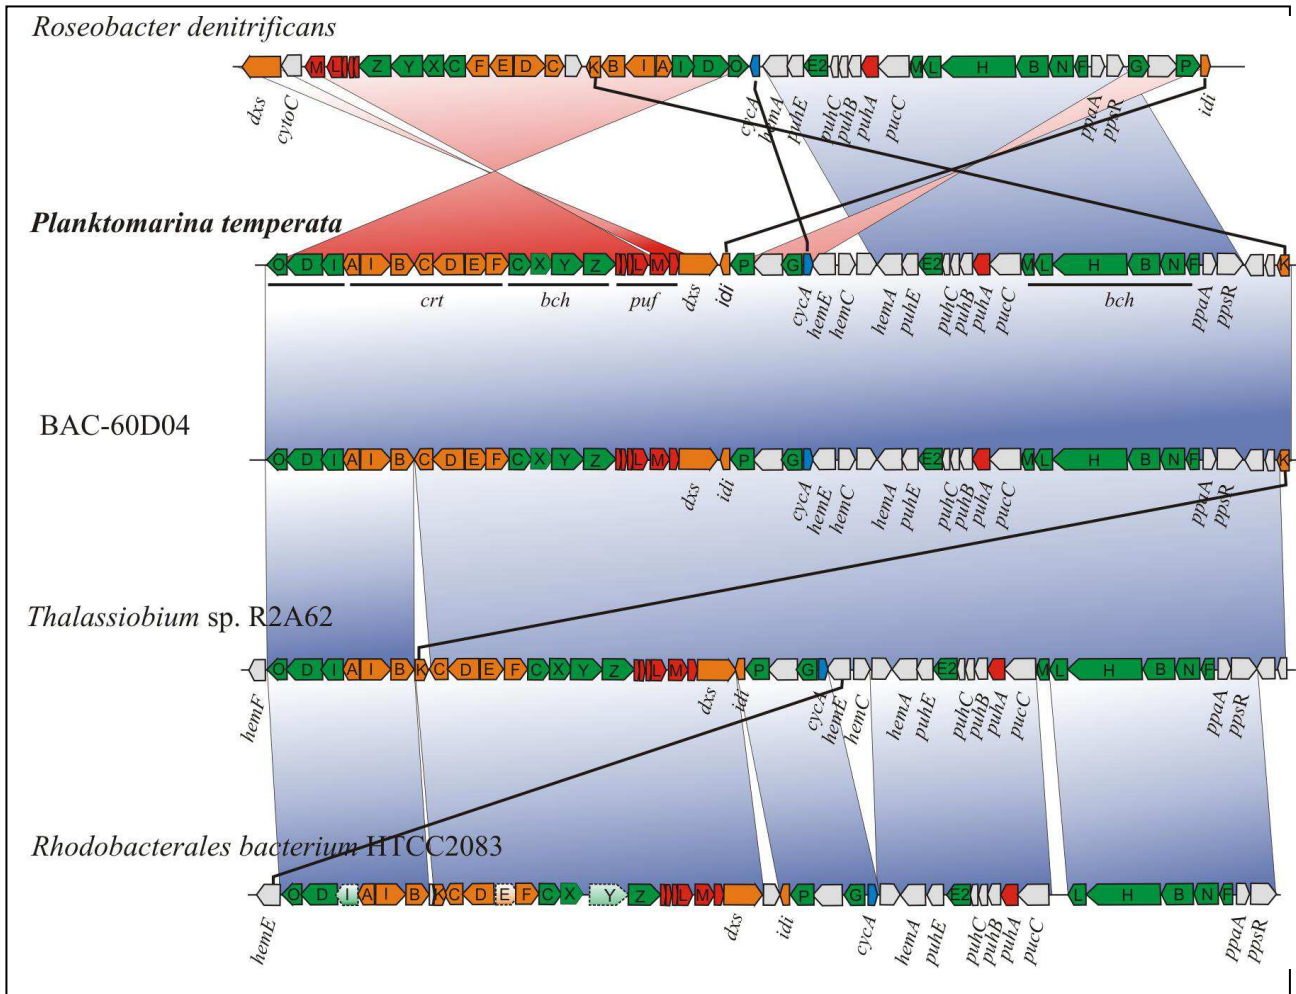 Roseobacter denitrificans
M L Z Y X C F E D C K B I A I D O E2 M L H B N F G P
dxs cytoC cycA hemA puhE puhC puhB puhA pucC ppaA ppsR idi
Planktomarina temperata
O D I A I B C D E F C X Y Z L M P G E2 M L H B N F K
crt bch puf dxs idi cycA hemE hemC hemA puhE puhC puhB puhA pucC bch ppaA ppsR
BAC-60D04
O D I A I B C D E F C X Y Z L M P G E2 M L H B N F K
dxs idi cycA hemE hemC hemA puhE puhC puhB puhA pucC ppaA ppsR
Thalassiobium sp. R2A62
O D I A I B K C D E F C X Y Z L M P G E2 M L H B N F
hemF dxs idi cycA hemE hemC hemA puhE puhC puhB puhA pucC ppaA ppsR
Rhodobacterales bacterium HTCC2083
O D I A I B K C D E F C X Y Z L M P G E2 L H B N F
hemE dxs idi cycA hemA puhE puhC puhB puhA pucC ppaA ppsR